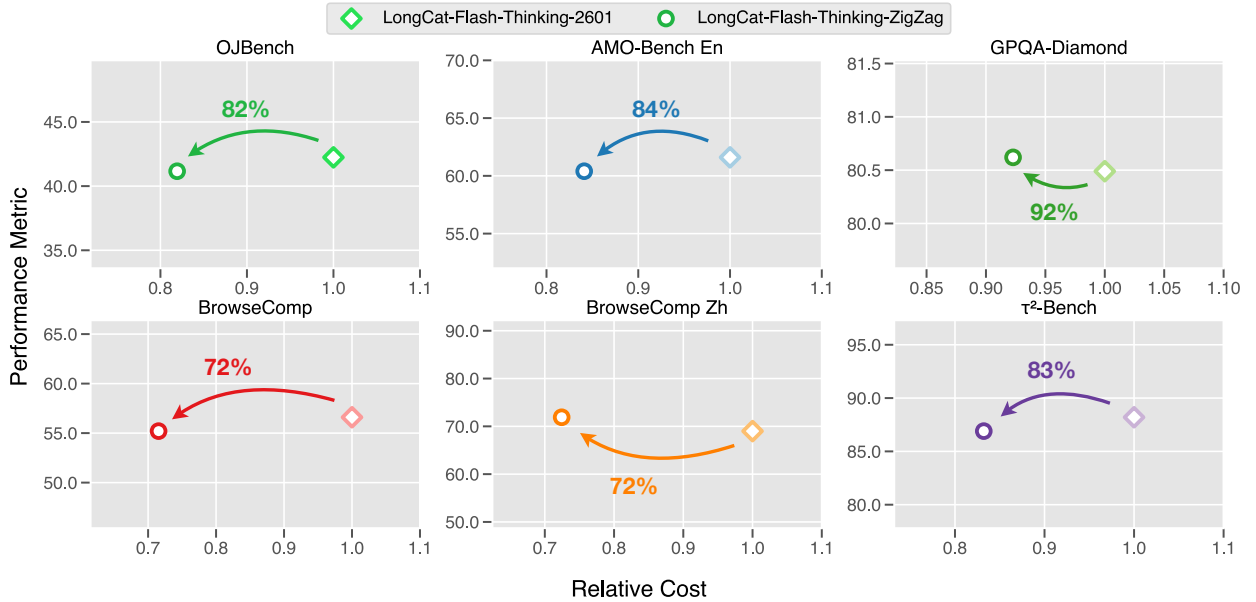 LongCat-Flash-Thinking-2601 LongCat-Flash-Thinking-ZigZag
OJBench
AMO-Bench En
GPQA-Diamond
Performance Metric
45.0
40.0
35.0
82%
0.8 0.9 1.0 1.1
70.0
65.0
60.0
55.0
84%
0.8 0.9 1.0 1.1
81.5
81.0
80.5
80.0
92%
0.85 0.90 0.95 1.00 1.05 1.10
BrowseComp
BrowseComp Zh
τ²-Bench
65.0
60.0
55.0
50.0
72%
0.7 0.8 0.9 1.0 1.1
90.0
80.0
70.0
60.0
50.0
72%
0.7 0.8 0.9 1.0 1.1
95.0
90.0
85.0
80.0
83%
0.8 0.9 1.0 1.1
Relative Cost